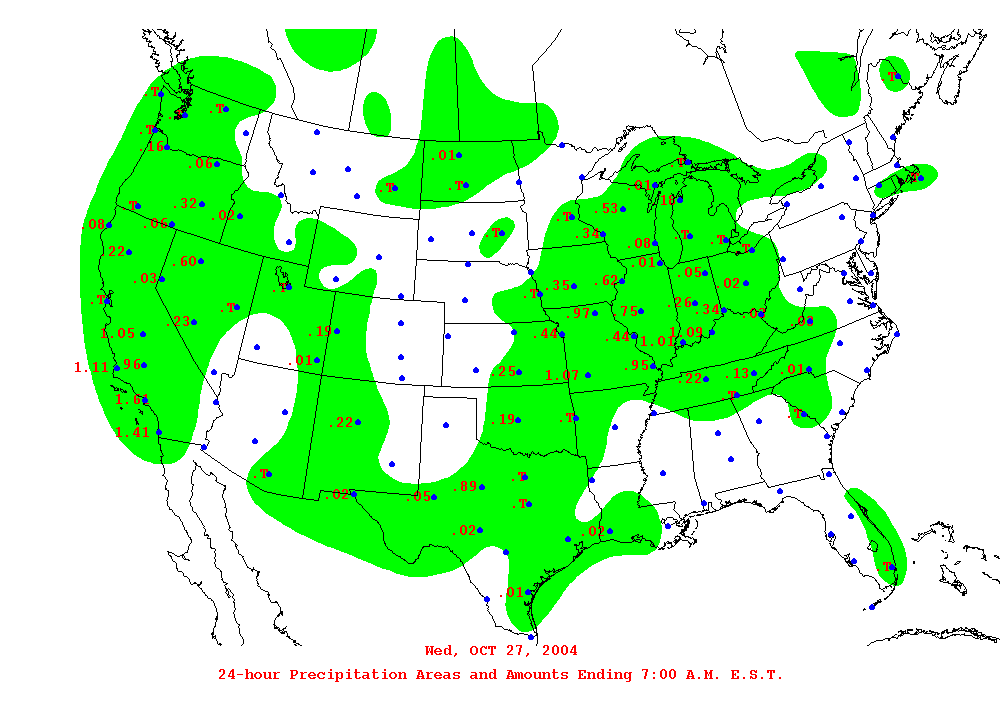 .T
.T
.T
.T
.T
.16
.01
.T
.06
.T
.T
.01
.18
.T
.T
.32
.53
.T
.02
.08
.06
.34
.T
.T
.T
.T
.22
.60
.08
.01
.03
.05
.T
.35
.62
.02
.T
.T
.T
.26
.97
.75
.34
.02
.23
.03
1.05
.19
.44
.44
1.01
1.09
1.11
.96
.01
.25
1.07
.95
.22
.13
.01
.T
.22
.19
.T
.T
1.41
.T
.T
.89
.02
.05
.T
.02
.02
.T
.01
Wed, OCT 27, 2004
24-hour Precipitation Areas and Amounts Ending 7:00 A.M. E.S.T.